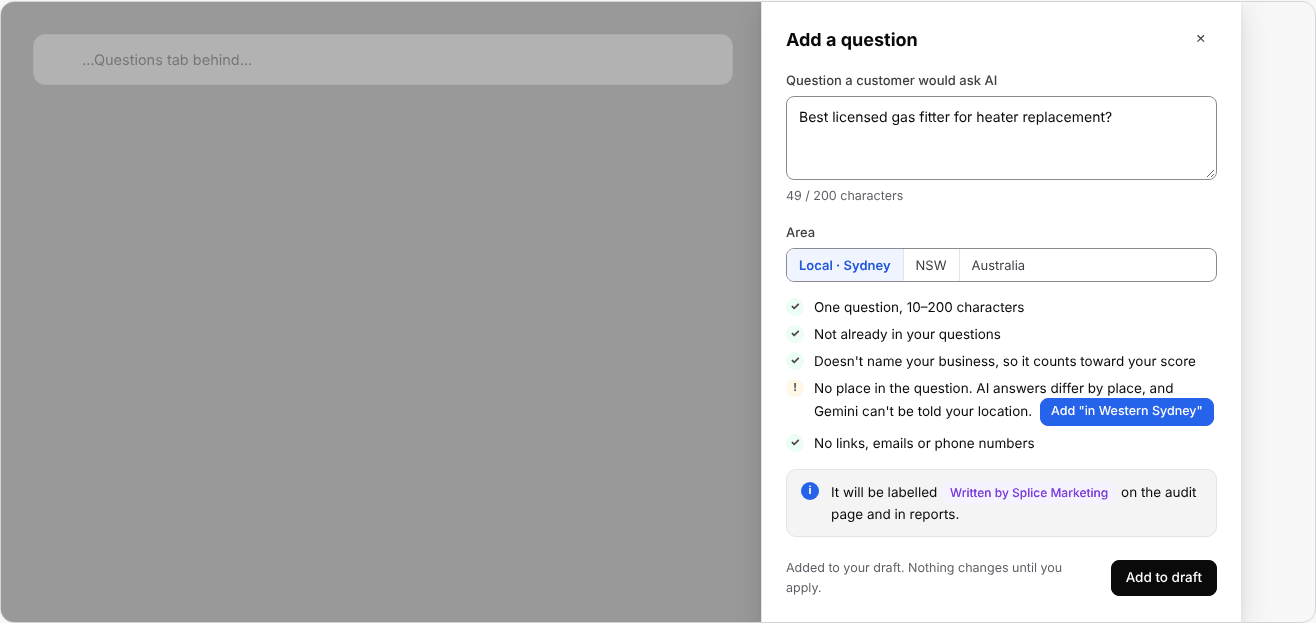 ...Questions tab behind...
Add a question
×
Question a customer would ask AI
Best licensed gas fitter for heater replacement?
49 / 200 characters
Area
Local · Sydney NSW Australia
✓ One question, 10–200 characters
✓ Not already in your questions
✓ Doesn't name your business, so it counts toward your score
! No place in the question. AI answers differ by place, and
Gemini can't be told your location. Add "in Western Sydney"
✓ No links, emails or phone numbers
i It will be labelled Written by Splice Marketing on the audit
page and in reports.
Added to your draft. Nothing changes until you
apply.
Add to draft